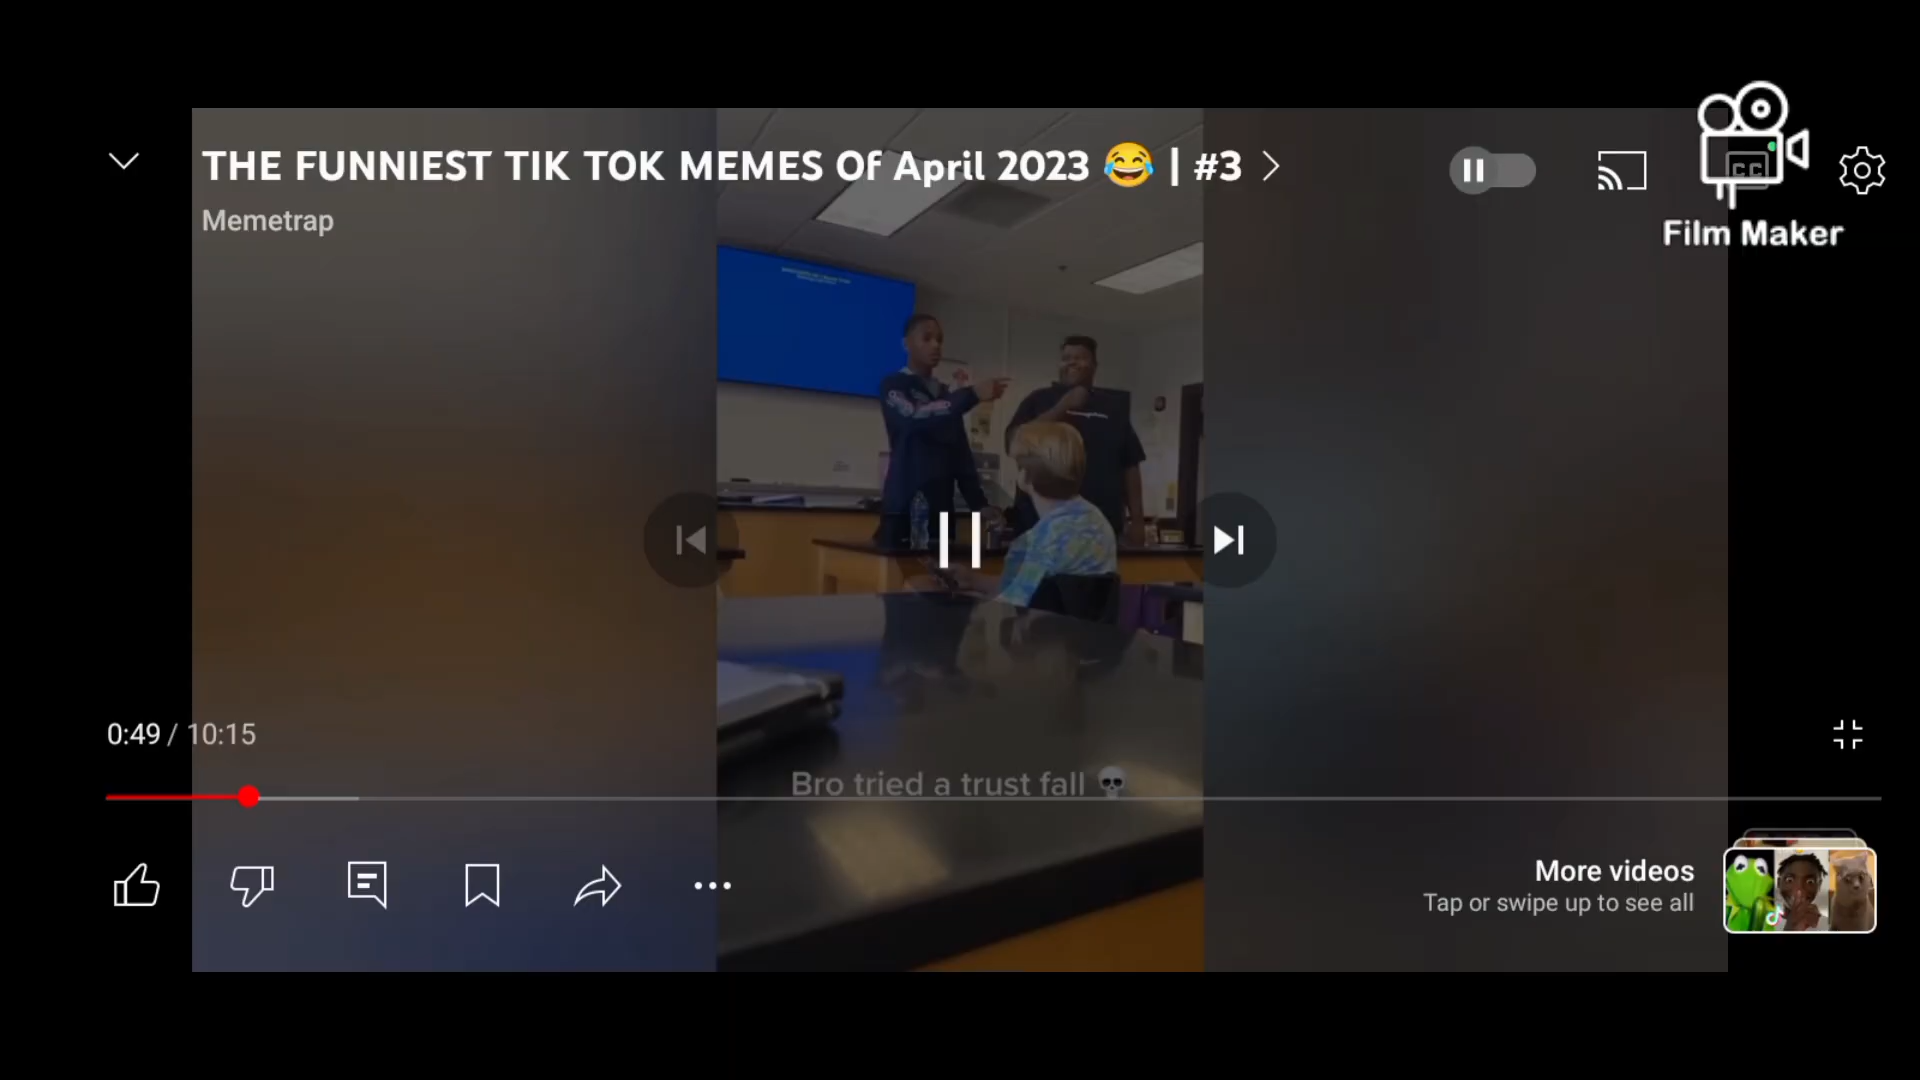 THE FUNNIEST TIK TOK MEMES Of April 2023 😂 | #3
Memetrap
CC
Film Maker
0:49 / 10:15
Bro tried a trust fall 💀
More videos
Tap or swipe up to see all